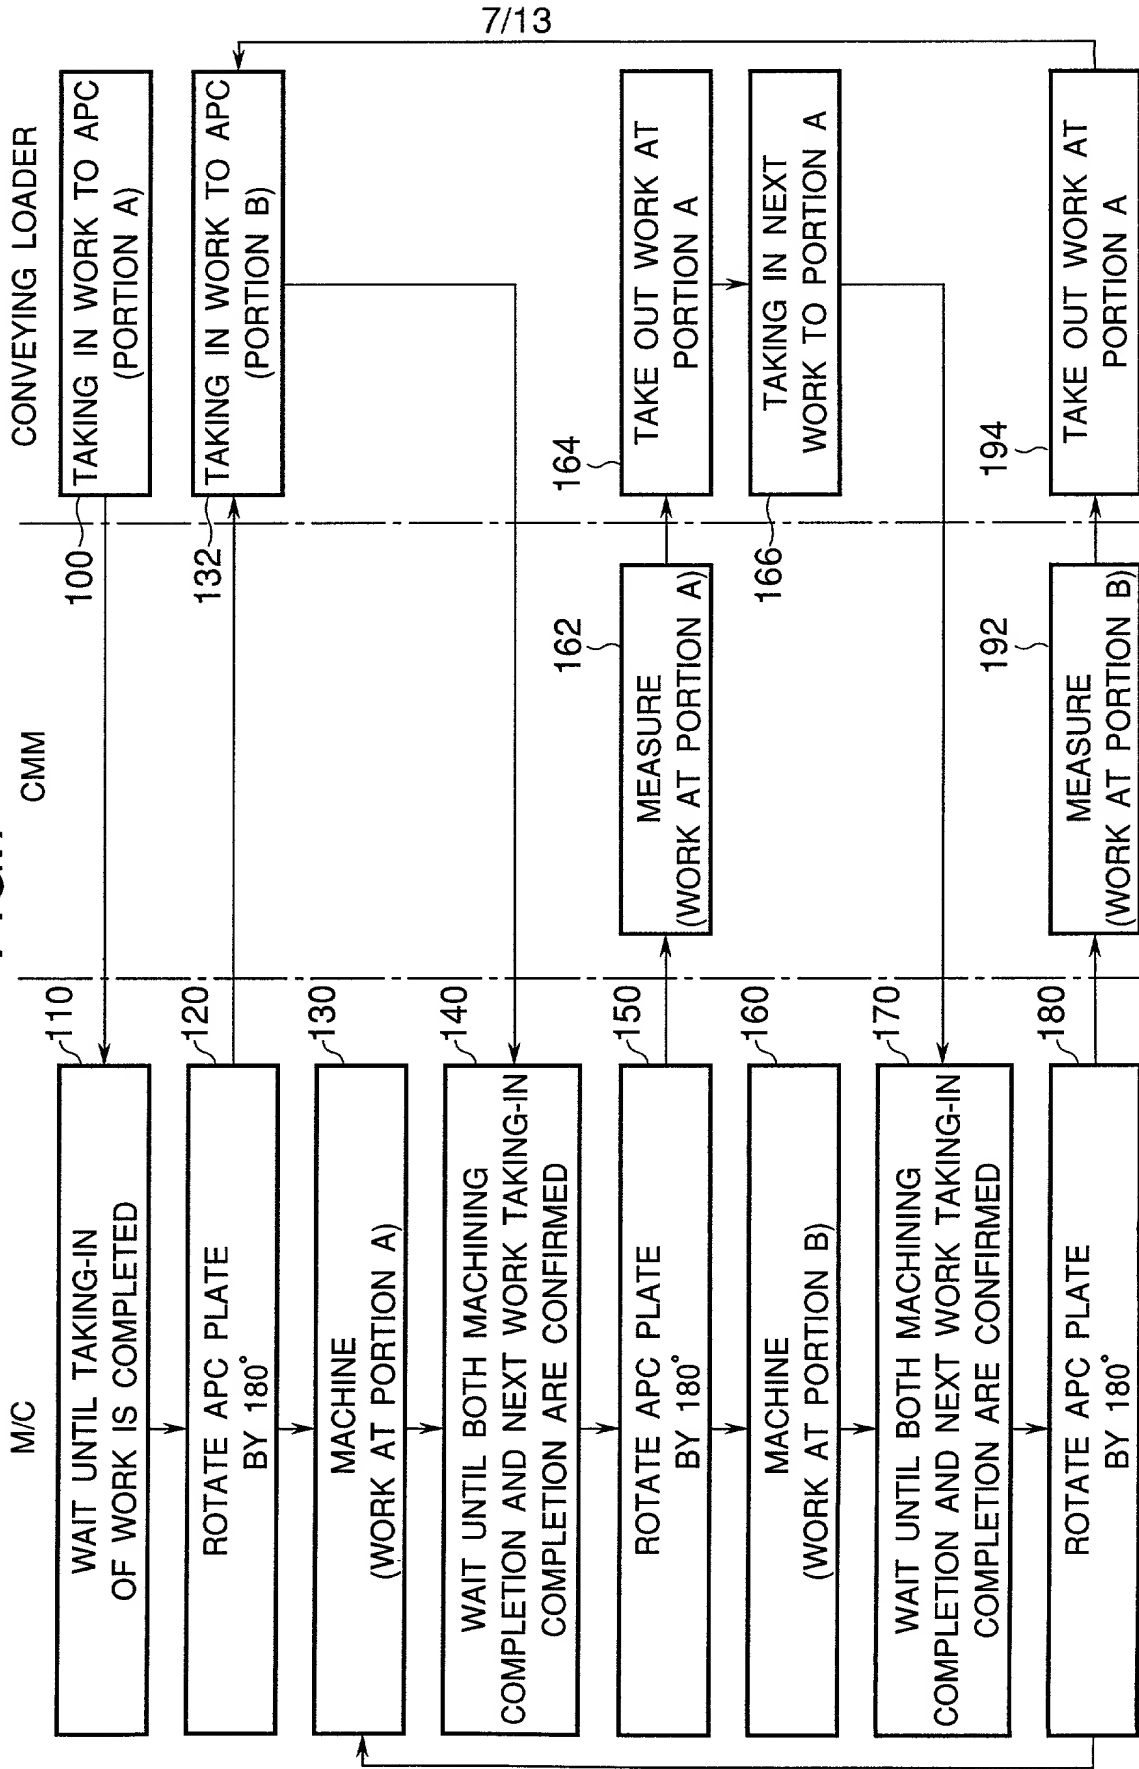 7/13
M/C
CMM
CONVEYING LOADER
110
WAIT UNTIL TAKING-IN
OF WORK IS COMPLETED
100
TAKING IN WORK TO APC
(PORTION A)
120
ROTATE APC PLATE
BY 180°
132
TAKING IN WORK TO APC
(PORTION B)
130
MACHINE
(WORK AT PORTION A)
140
WAIT UNTIL BOTH MACHINING
COMPLETION AND NEXT WORK TAKING-IN
COMPLETION ARE CONFIRMED
150
ROTATE APC PLATE
BY 180°
162
MEASURE
(WORK AT PORTION A)
164
TAKE OUT WORK AT
PORTION A
160
MACHINE
(WORK AT PORTION B)
166
TAKING IN NEXT
WORK TO PORTION A
170
WAIT UNTIL BOTH MACHINING
COMPLETION AND NEXT WORK TAKING-IN
COMPLETION ARE CONFIRMED
180
ROTATE APC PLATE
BY 180°
192
MEASURE
(WORK AT PORTION B)
194
TAKE OUT WORK AT
PORTION A